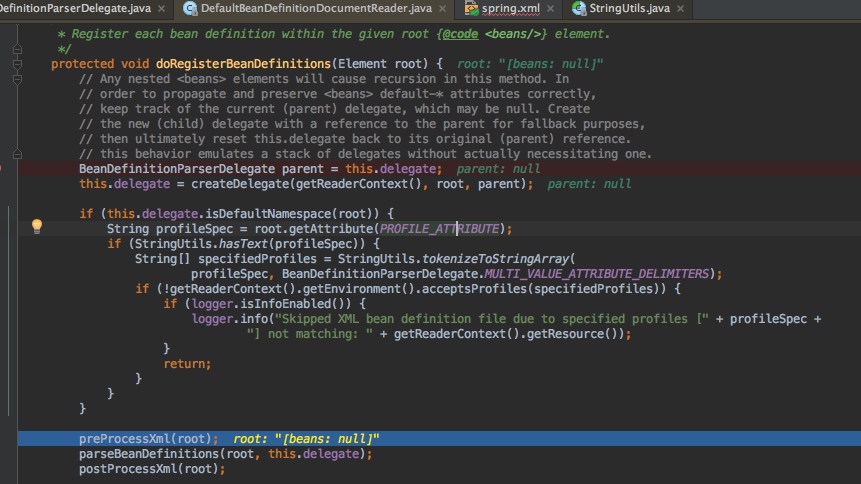 DefinitionParserDelegate.java × DefaultBeanDefinitionDocumentReader.java × spring.xml × StringUtils.java ×
* Register each bean definition within the given root {@code <beans/>} element.
*/
protected void doRegisterBeanDefinitions(Element root) { root: "[beans: null]"
// Any nested <beans> elements will cause recursion in this method. In
// order to propagate and preserve <beans> default-* attributes correctly,
// keep track of the current (parent) delegate, which may be null. Create
// the new (child) delegate with a reference to the parent for fallback purposes,
// then ultimately reset this.delegate back to its original (parent) reference.
// this behavior emulates a stack of delegates without actually necessitating one.
BeanDefinitionParserDelegate parent = this.delegate; parent: null
this.delegate = createDelegate(getReaderContext(), root, parent); parent: null
if (this.delegate.isDefaultNamespace(root)) {
String profileSpec = root.getAttribute(PROFILE_ATTRIBUTE);
if (StringUtils.hasText(profileSpec)) {
String[] specifiedProfiles = StringUtils.tokenizeToStringArray(
profileSpec, BeanDefinitionParserDelegate.MULTI_VALUE_ATTRIBUTE_DELIMITERS);
if (!getReaderContext().getEnvironment().acceptsProfiles(specifiedProfiles)) {
if (logger.isInfoEnabled()) {
logger.info("Skipped XML bean definition file due to specified profiles [" + profileSpec +
"] not matching: " + getReaderContext().getResource());
}
return;
}
}
}
preProcessXml(root); root: "[beans: null]"
parseBeanDefinitions(root, this.delegate);
postProcessXml(root);